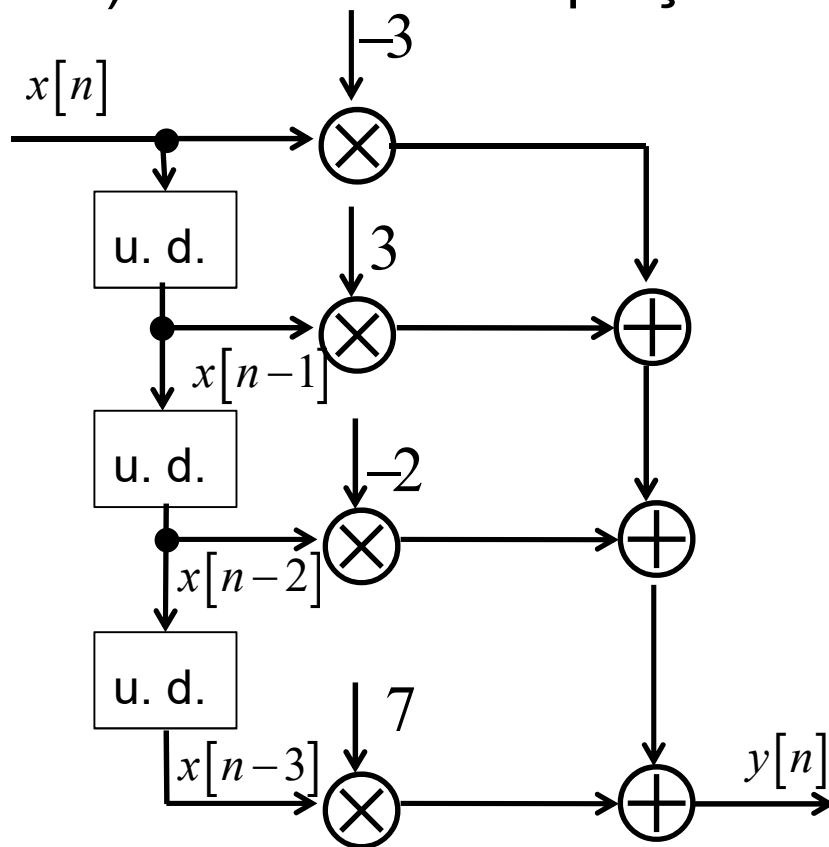 –3
x[n]
u. d.
3
x[n–1]
u. d.
–2
x[n–2]
u. d.
7
x[n–3]
y[n]